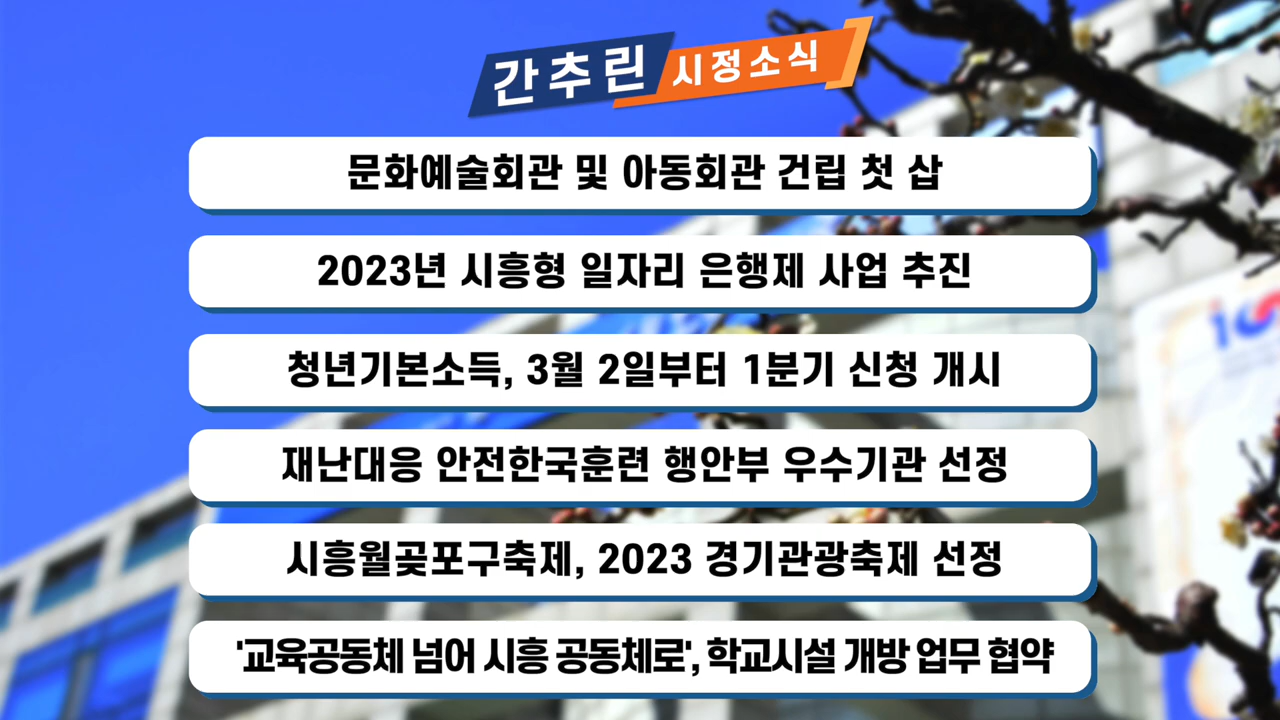 간추린 시정소식
문화예술회관 및 아동회관 건립 첫 삽
2023년 시흥형 일자리 은행제 사업 추진
청년기본소득, 3월 2일부터 1분기 신청 개시
재난대응 안전한국훈련 행안부 우수기관 선정
시흥월곶포구축제, 2023 경기관광축제 선정
'교육공동체 넘어 시흥 공동체로', 학교시설 개방 업무 협약